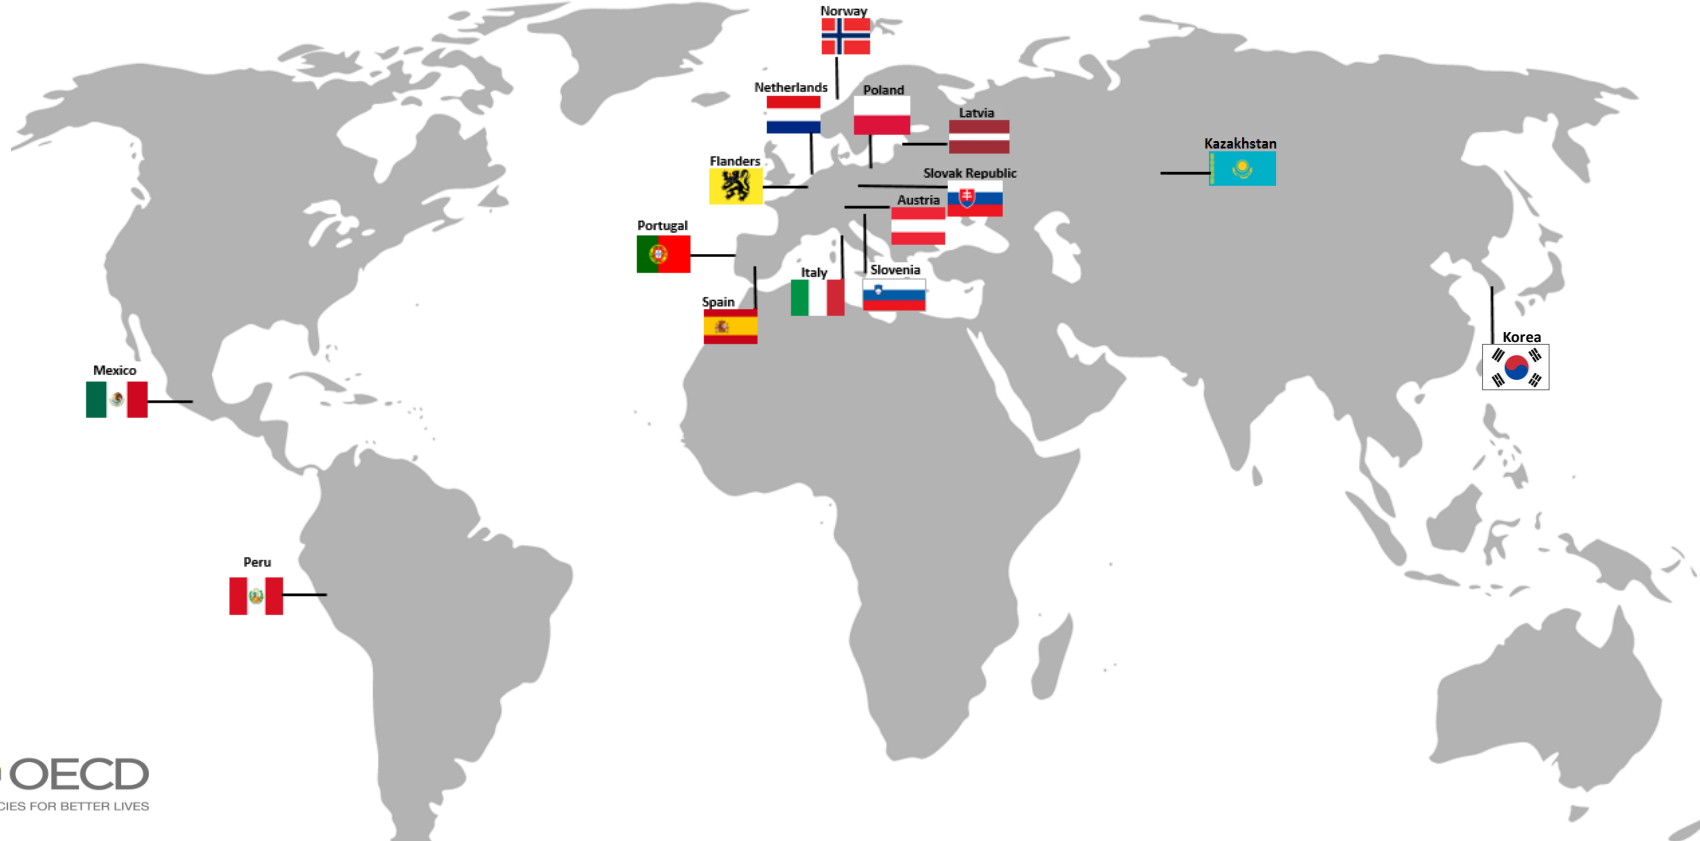 Norway
Netherlands
Poland
Latvia
Kazakhstan
Flanders
Slovak Republic
Austria
Portugal
Italy
Slovenia
Spain
Korea
Mexico
Peru
OECD
CIES FOR BETTER LIVES